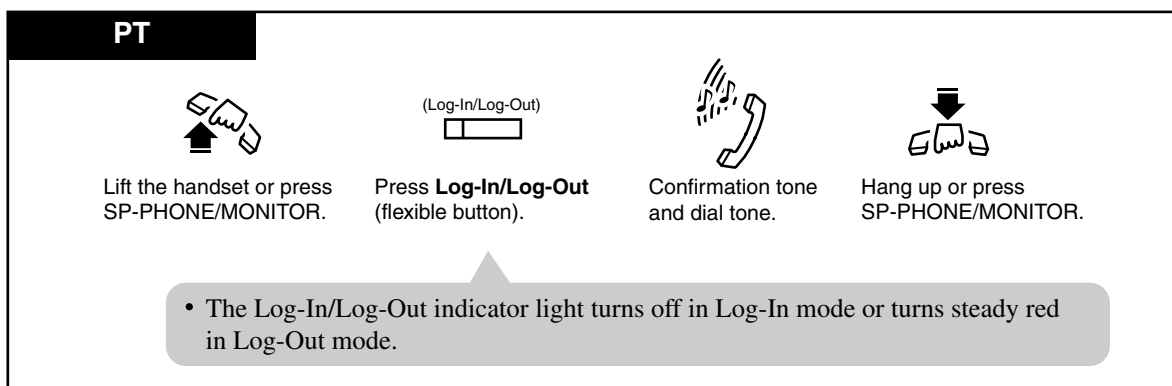 PT
(Log-In/Log-Out)
Lift the handset or press
SP-PHONE/MONITOR.
Press Log-In/Log-Out
(flexible button).
Confirmation tone
and dial tone.
Hang up or press
SP-PHONE/MONITOR.
• The Log-In/Log-Out indicator light turns off in Log-In mode or turns steady red
in Log-Out mode.